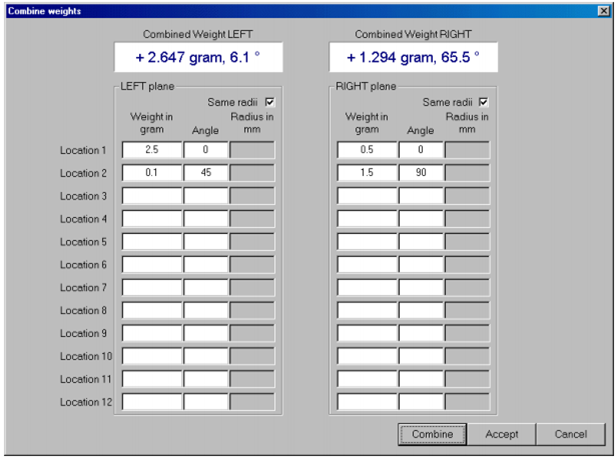 Combine weights
Combined Weight LEFT Combined Weight RIGHT
+ 2.647 gram, 6.1 ° + 1.294 gram, 65.5 °
LEFT plane RIGHT plane
Same radii Same radii
Weight in gram Angle Radius in mm Weight in gram Angle Radius in mm
Location 1 2.5 0 0.5 0
Location 2 0.1 45 1.5 90
Location 3
Location 4
Location 5
Location 6
Location 7
Location 8
Location 9
Location 10
Location 11
Location 12
Combine Accept Cancel